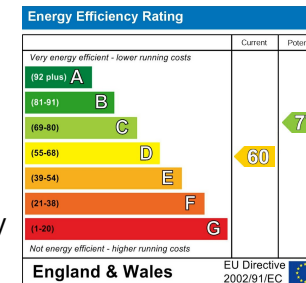 Energy Efficiency Rating
Current
Very energy efficient - lower running costs
(92 plus) A
(81-91) B
(69-80) C
(55-68) D
60
(39-54) E
(21-38) F
(1-20) G
Not energy efficient - higher running costs
England & Wales
EU Directive
2002/91/EC